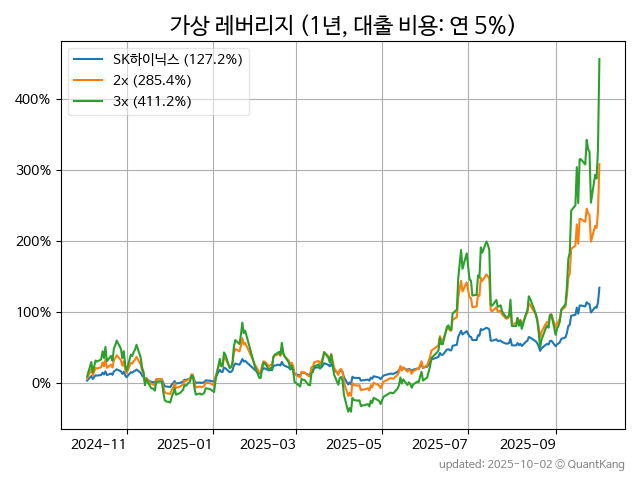 가상 레버리지 (1년, 대출 비용: 연 5%)
SK하이닉스 (127.2%)
2x (285.4%)
3x (411.2%)
400%
300%
200%
100%
0%
2024-11
2025-01
2025-03
2025-05
2025-07
2025-09
updated: 2025-10-02 © QuantKang